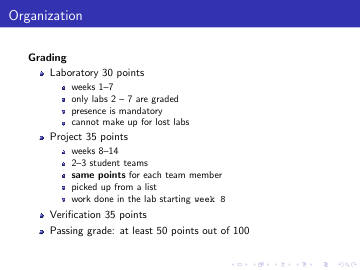 Organization
Grading
Laboratory 30 points
weeks 1–7
only labs 2 – 7 are graded
presence is mandatory
cannot make up for lost labs
Project 35 points
weeks 8–14
2–3 student teams
same points for each team member
picked up from a list
work done in the lab starting week 8
Verification 35 points
Passing grade: at least 50 points out of 100